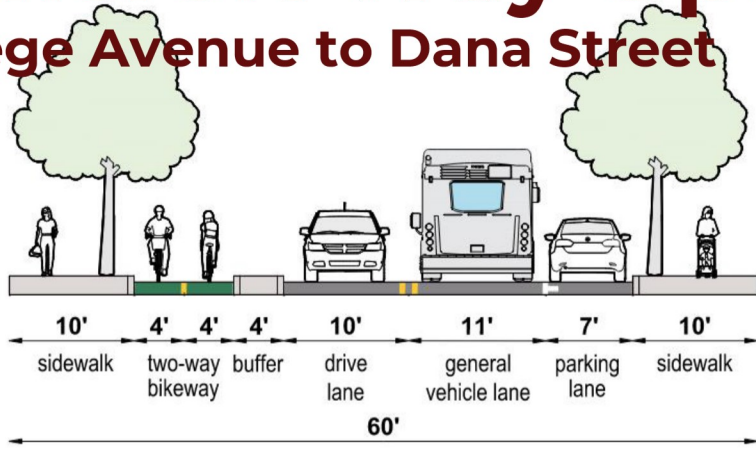 ege Avenue to Dana Street
10' 4' 4' 4' 10' 11' 7' 10'
sidewalk two-way bikeway buffer drive lane general vehicle lane parking lane sidewalk
60'